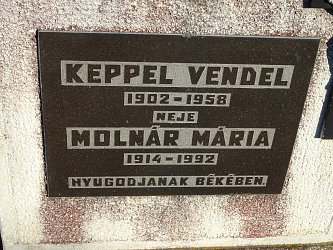 KEPPEL VENDEL
1902-1958
NEJE
MOLNÁR MÁRIA
1914-1992
NYUGODJANAK BÉKÉBEN.